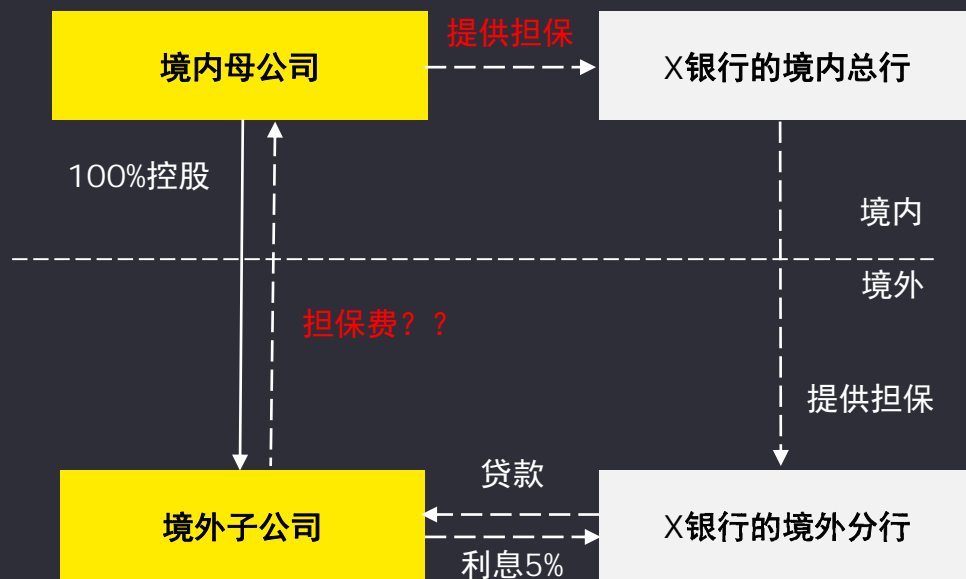 提供担保
境内母公司
X银行的境内总行
100%控股
境内
境外
担保费？？
提供担保
贷款
境外子公司
X银行的境外分行
利息5%